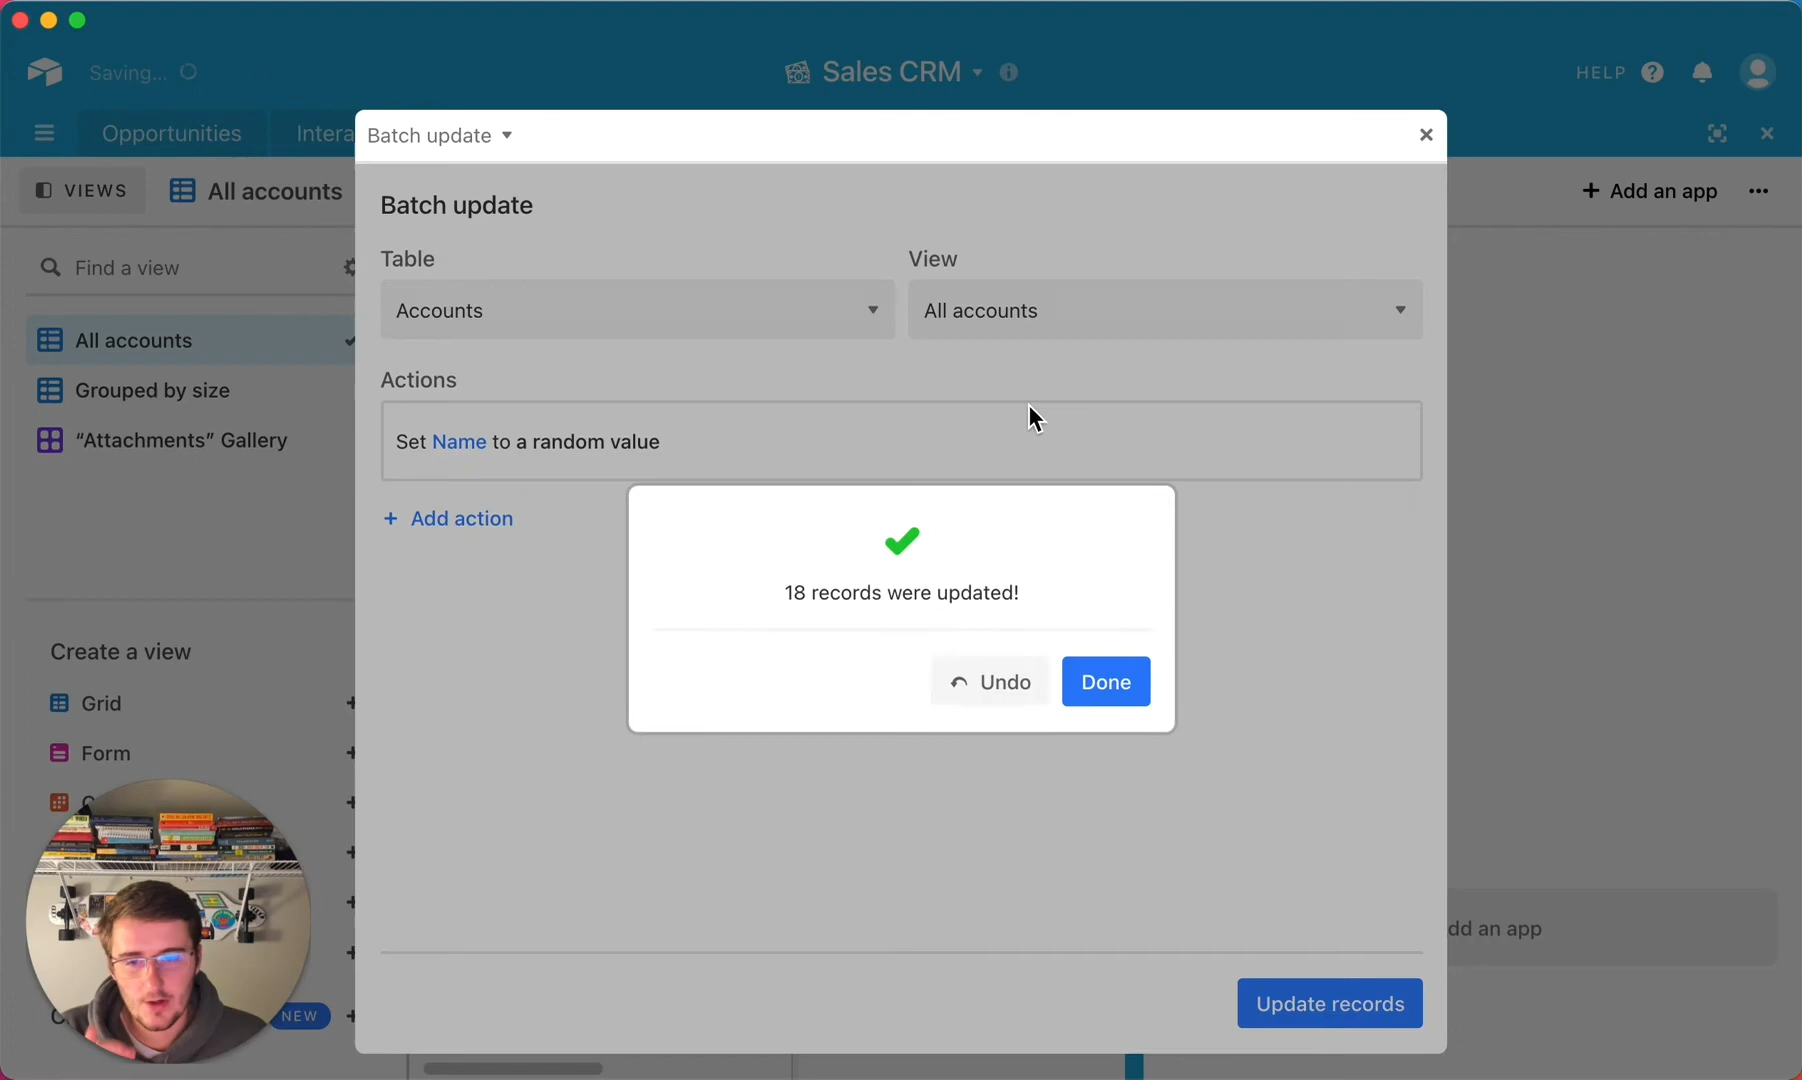 Saving...
Sales CRM
HELP
Opportunities
Intera
Batch update
VIEWS
All accounts
Add an app
Batch update
Table
View
Find a view
Accounts
All accounts
All accounts
Grouped by size
“Attachments” Gallery
Actions
Set Name to a random value
+ Add action
18 records were updated!
Undo
Done
Create a view
Grid
Form
dd an app
NEW
Update records